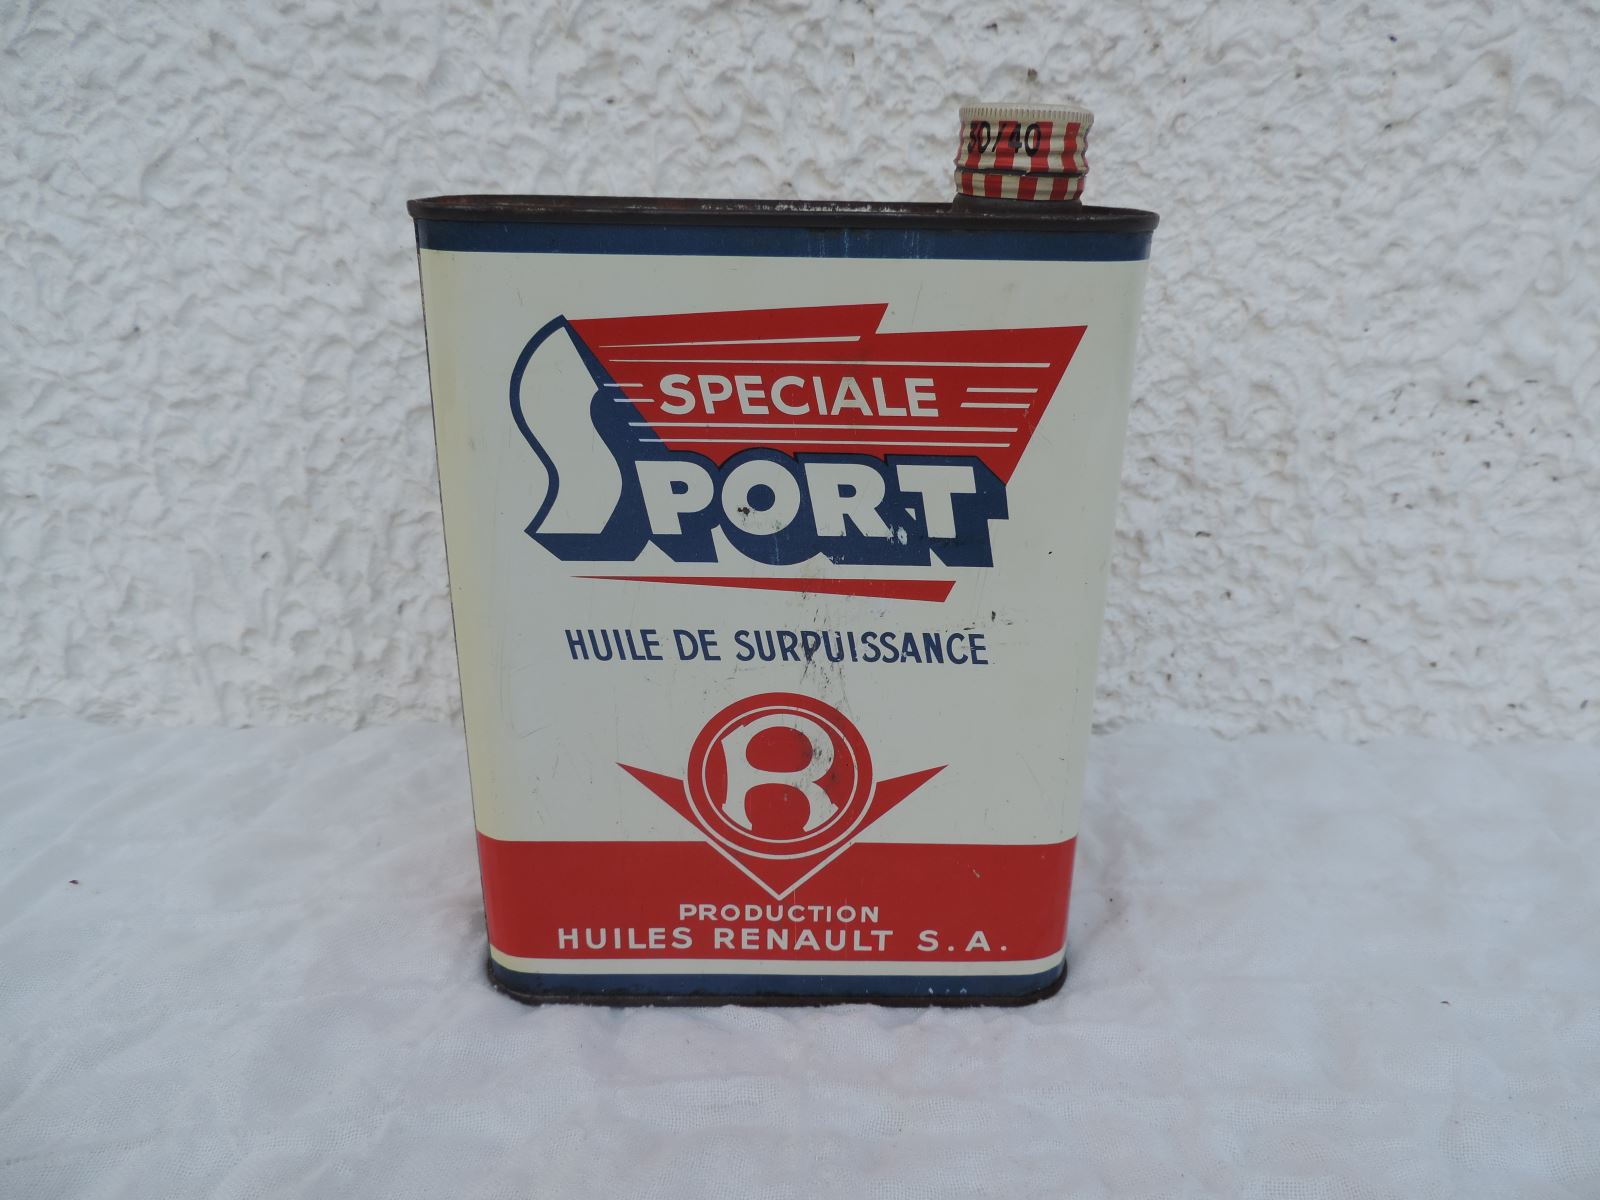 30/40
SPECIALE
SPORT
HUILE DE SURPUISSANCE
R
PRODUCTION
HUILES RENAULT S.A.